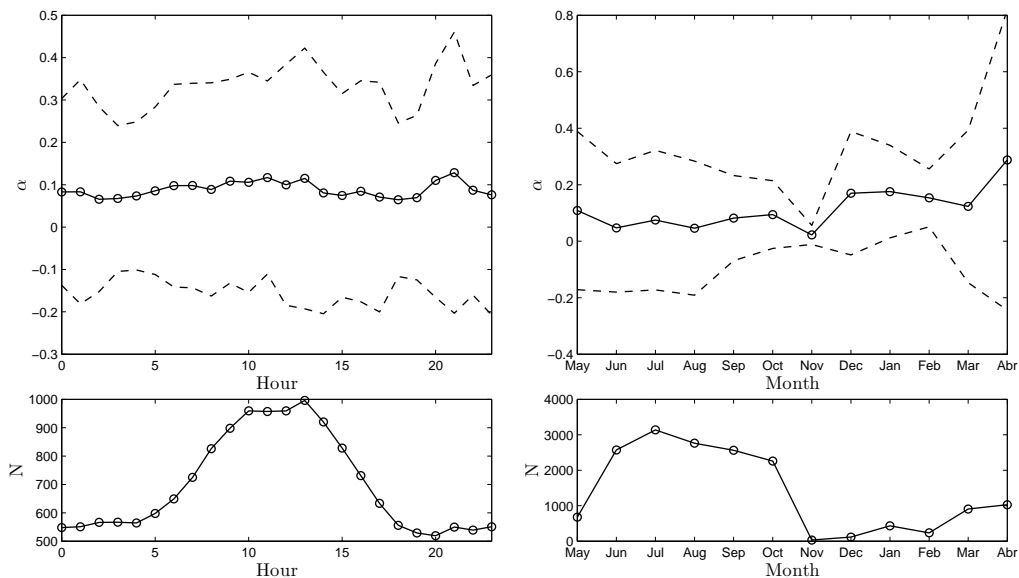 0.5
0.4
0.3
0.2
0.1
0
−0.1
−0.2
−0.3
α
0 5 10 15 20
Hour
0.8
0.6
0.4
0.2
0
−0.2
−0.4
α
May Jun Jul Aug Sep Oct Nov Dec Jan Feb Mar Abr
Month
1000
900
800
700
600
500
N
0 5 10 15 20
Hour
4000
3000
2000
1000
0
N
May Jun Jul Aug Sep Oct Nov Dec Jan Feb Mar Abr
Month